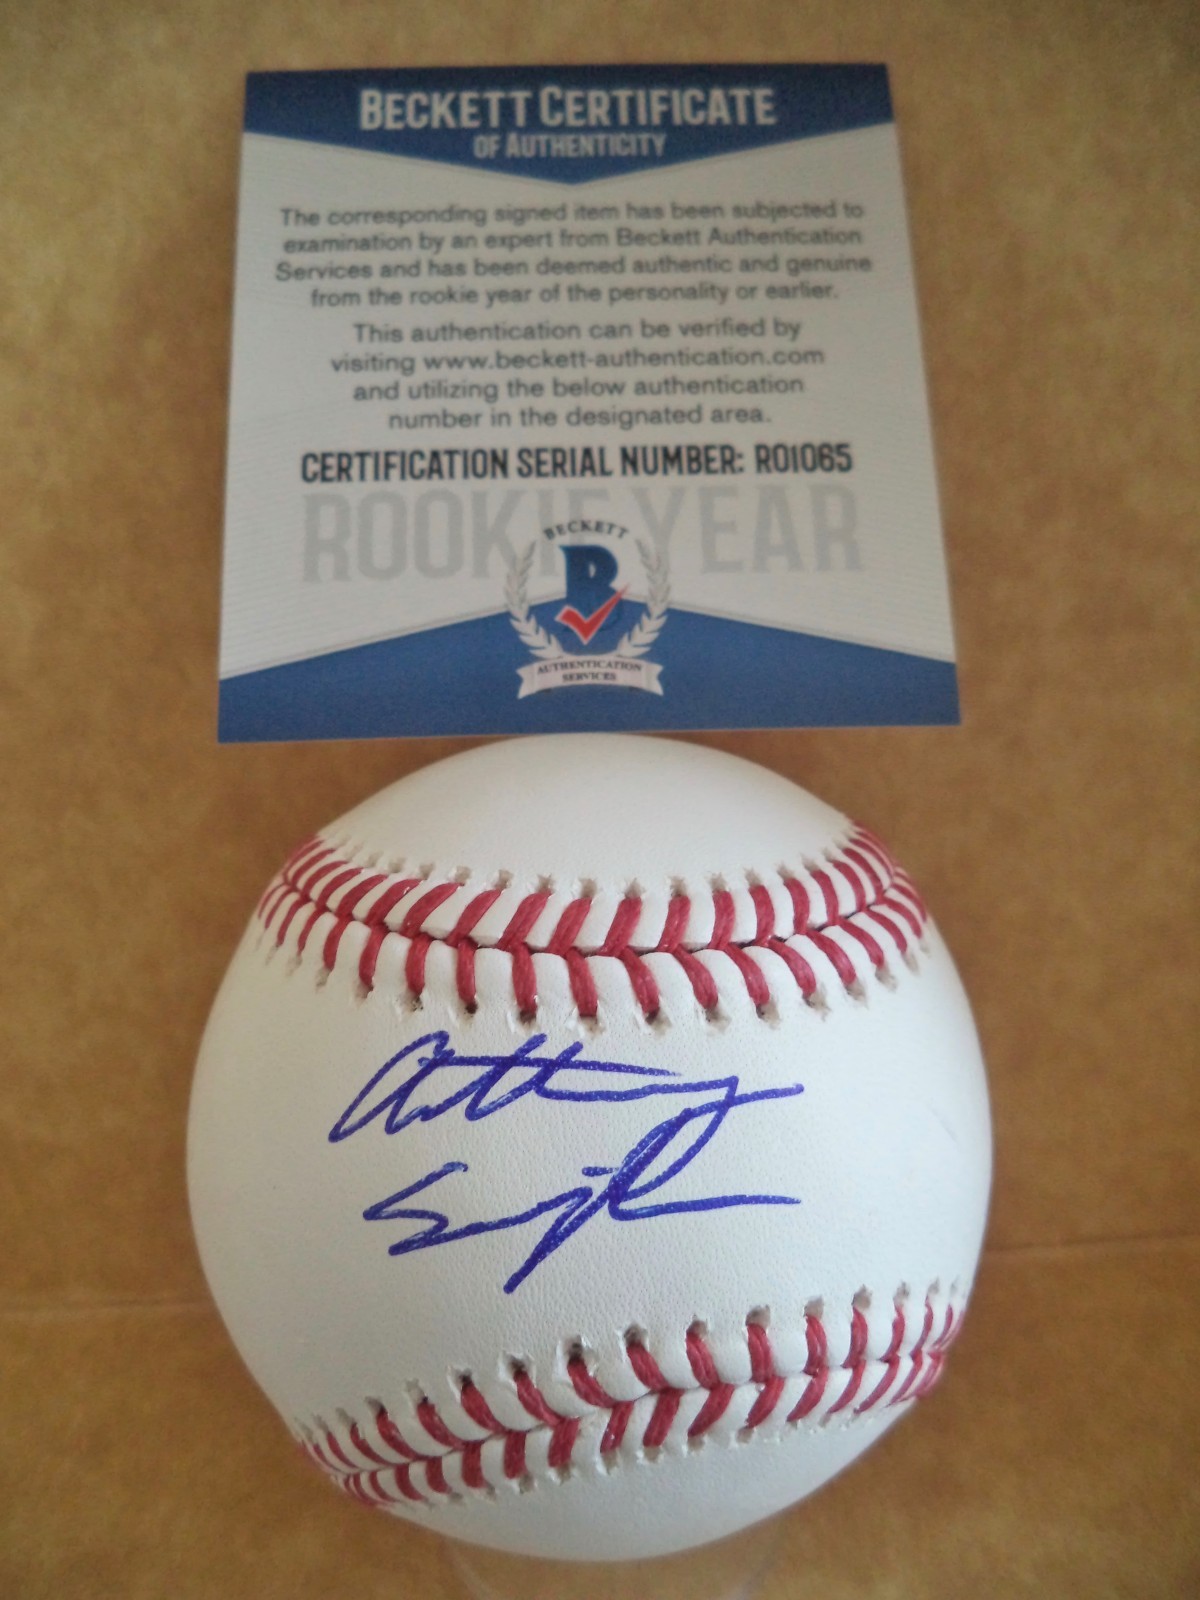 BECKETT CERTIFICATE
OF AUTHENTICITY
The corresponding signed item has been subjected to
examination by an expert from Beckett Authentication
Services and has been deemed authentic and genuine
from the rookie year of the personality or earlier.
This authentication can be verified by
visiting www.beckett-authentication.com
and utilizing the below authentication
number in the designated area.
CERTIFICATION SERIAL NUMBER: R01065
ROOKIE YEAR
BECKETT
B
AUTHENTICATION
SERVICES
Anthony